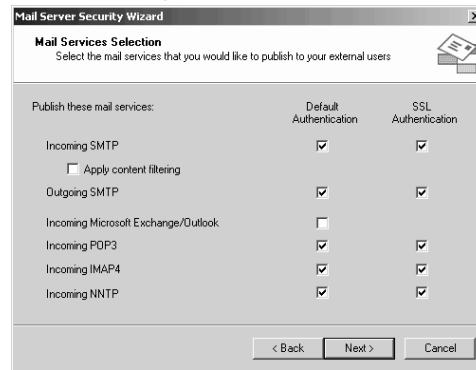 Mail Server Security Wizard
Mail Services Selection
Select the mail services that you would like to publish to your external users
Publish these mail services:
Default Authentication
SSL Authentication
Incoming SMTP
Apply content filtering
Outgoing SMTP
Incoming Microsoft Exchange/Outlook
Incoming POP3
Incoming IMAP4
Incoming NNTP
< Back
Next >
Cancel